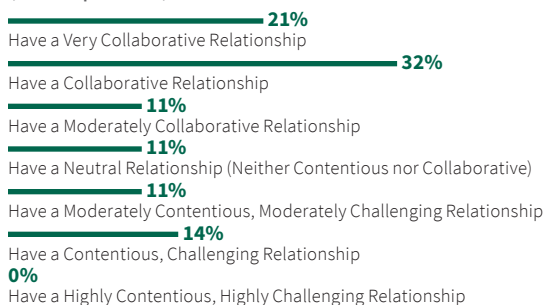 21%
Have a Very Collaborative Relationship
32%
Have a Collaborative Relationship
11%
Have a Moderately Collaborative Relationship
11%
Have a Neutral Relationship (Neither Contentious nor Collaborative)
11%
Have a Moderately Contentious, Moderately Challenging Relationship
14%
Have a Contentious, Challenging Relationship
0%
Have a Highly Contentious, Highly Challenging Relationship